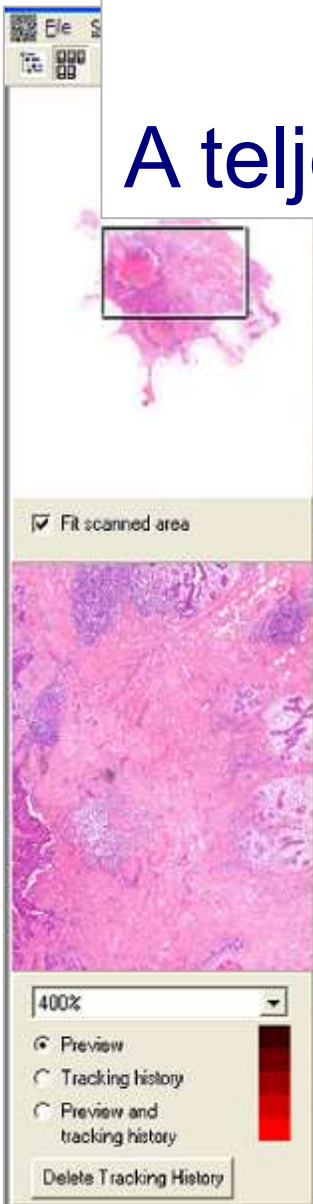 File
A telj
Fit scanned area
400%
Preview
Tracking history
Preview and
tracking history
Delete Tracking History